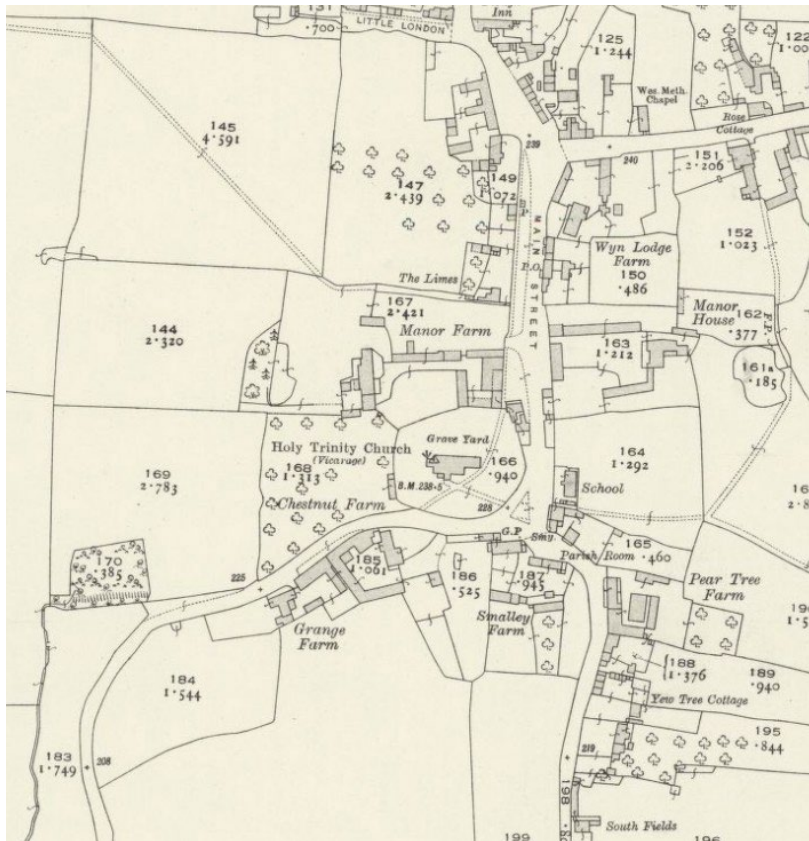 Inn
.700
LITTLE LONDON
125
1.244
122
Wes. Meth.
Chapel
Rose
Cottage
145
4.591
239
240
151
2.206
147
2.439
149
.072
MAIN STREET
152
1.023
Wyn Lodge
Farm
150
.486
P.O.
The Limes
167
2.421
Manor Farm
Manor
House
162
.377
F.P.
144
2.320
163
1.212
161a
.185
Grave Yard
Holy Trinity Church
(Vicarage)
166
.940
164
1.292
169
2.783
168
1.313
B.M. 238.5
School
Chestnut Farm
228
G.P
Smy
165
.460
Parish Room
170
.385
185
1.061
186
.525
187
.945
Pear Tree
Farm
225
Grange
Farm
Smalley
Farm
188
1.376
189
.940
184
1.544
Yew Tree Cottage
195
.844
183
1.749
208
219
198
South Fields
199
196